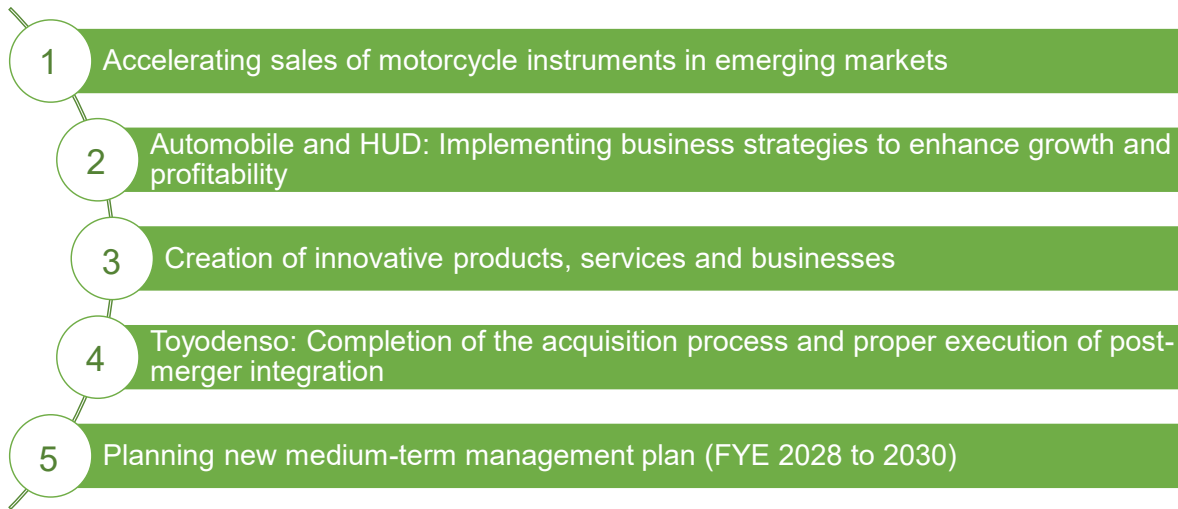 1
Accelerating sales of motorcycle instruments in emerging markets
2
Automobile and HUD: Implementing business strategies to enhance growth and
profitability
3
Creation of innovative products, services and businesses
4
Toyodenso: Completion of the acquisition process and proper execution of post-
merger integration
5
Planning new medium-term management plan (FYE 2028 to 2030)